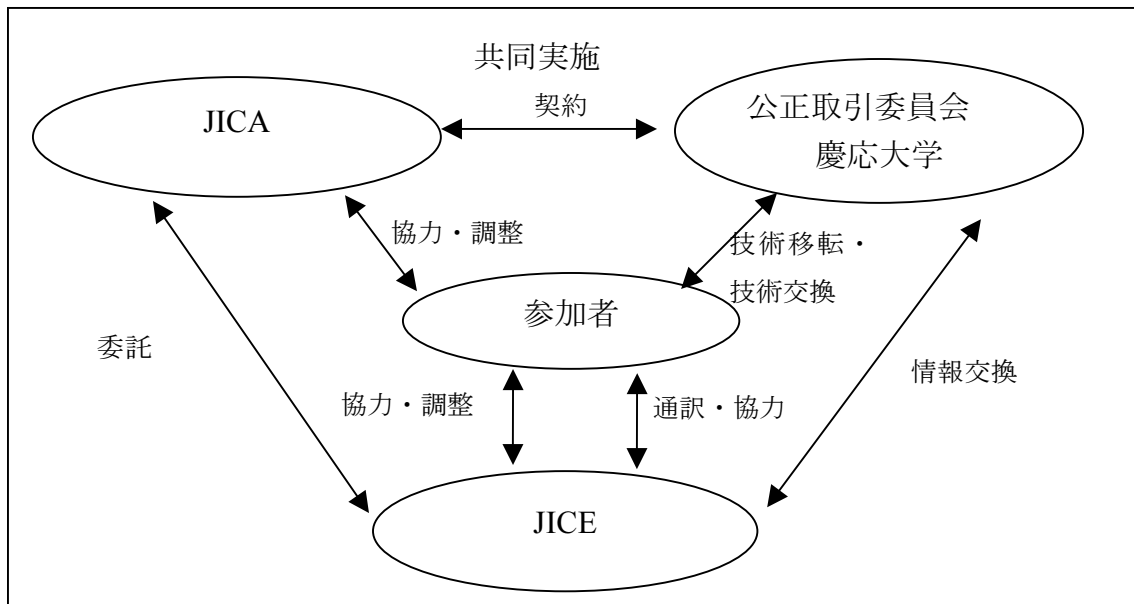 共同実施
JICA
契約
公正取引委員会
慶応大学
協力・調整
技術移転・
技術交換
参加者
委託
情報交換
協力・調整
通訳・協力
JICE